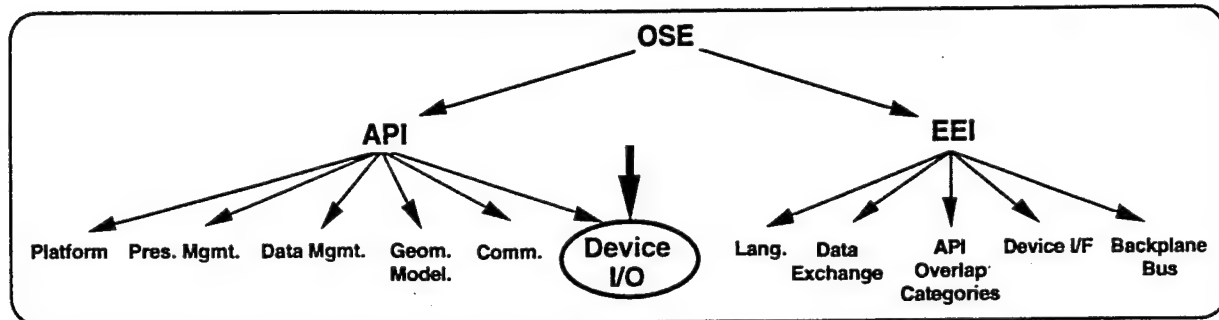 OSE
API
EEI
Platform
Pres. Mgmt.
Data Mgmt.
Geom.
Model.
Comm.
Device
I/O
Lang.
Data
Exchange
API
Overlap
Categories
Device I/F
Backplane
Bus